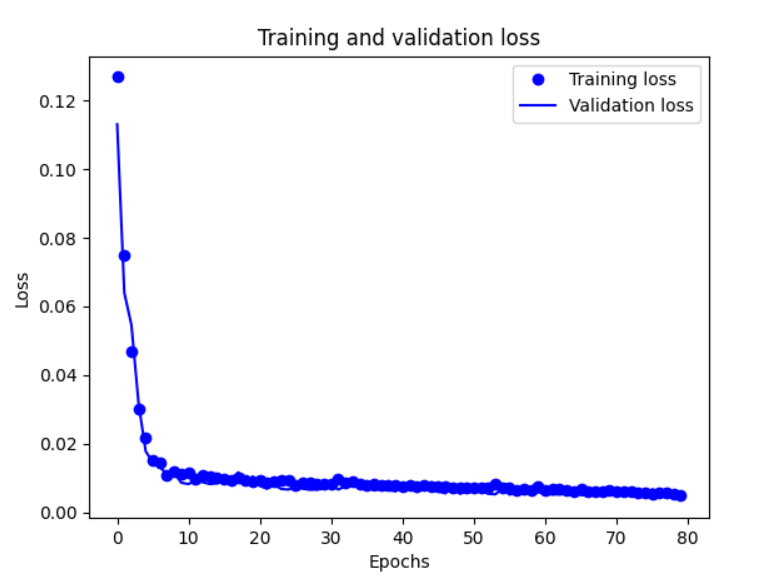 Training and validation loss
Training loss
Validation loss
0.12
0.10
0.08
0.06
0.04
0.02
0.00
Loss
0 10 20 30 40 50 60 70 80
Epochs